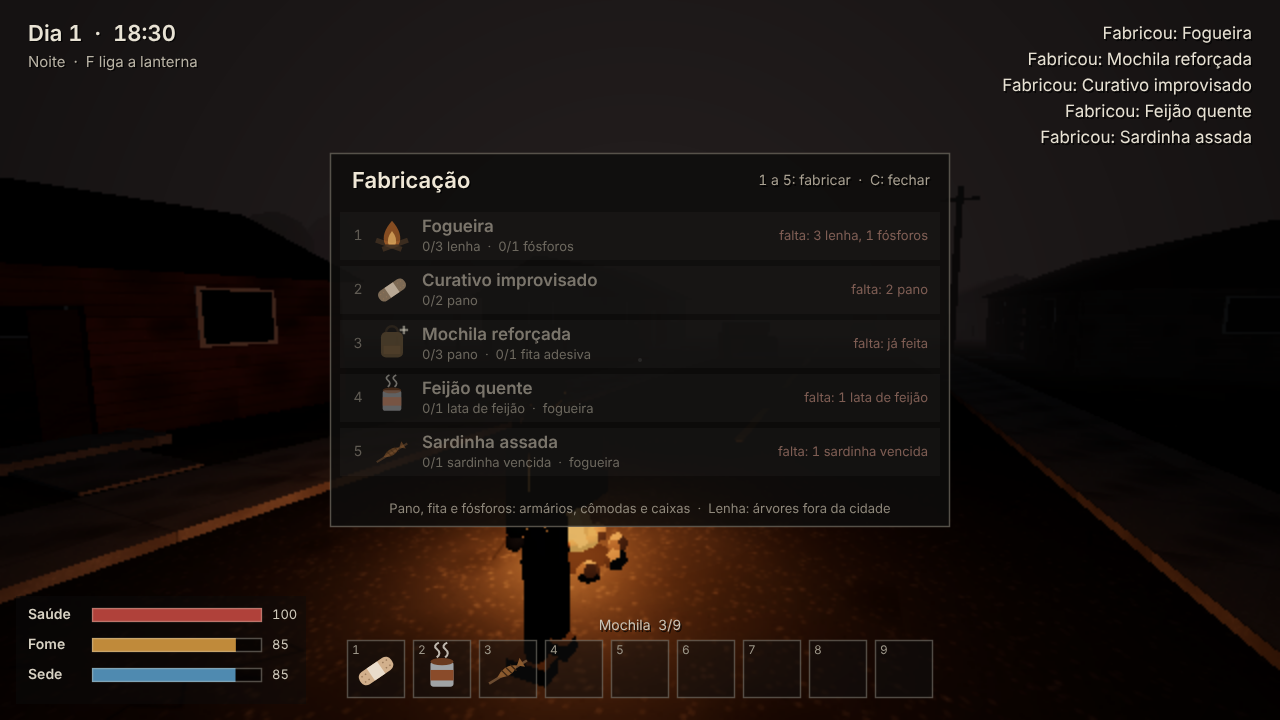 Dia 1 · 18:30
Noite · F liga a lanterna
Fabricou: Fogueira
Fabricou: Mochila reforçada
Fabricou: Curativo improvisado
Fabricou: Feijão quente
Fabricou: Sardinha assada
Fabricação
1 a 5: fabricar · C: fechar
1
Fogueira
0/3 lenha · 0/1 fósforos
falta: 3 lenha, 1 fósforos
2
Curativo improvisado
0/2 pano
falta: 2 pano
3
Mochila reforçada
0/3 pano · 0/1 fita adesiva
falta: já feita
4
Feijão quente
0/1 lata de feijão · fogueira
falta: 1 lata de feijão
5
Sardinha assada
0/1 sardinha vencida · fogueira
falta: 1 sardinha vencida
Pano, fita e fósforos: armários, cômodas e caixas · Lenha: árvores fora da cidade
Saúde 100
Fome 85
Sede 85
Mochila 3/9
1 2 3 4 5 6 7 8 9